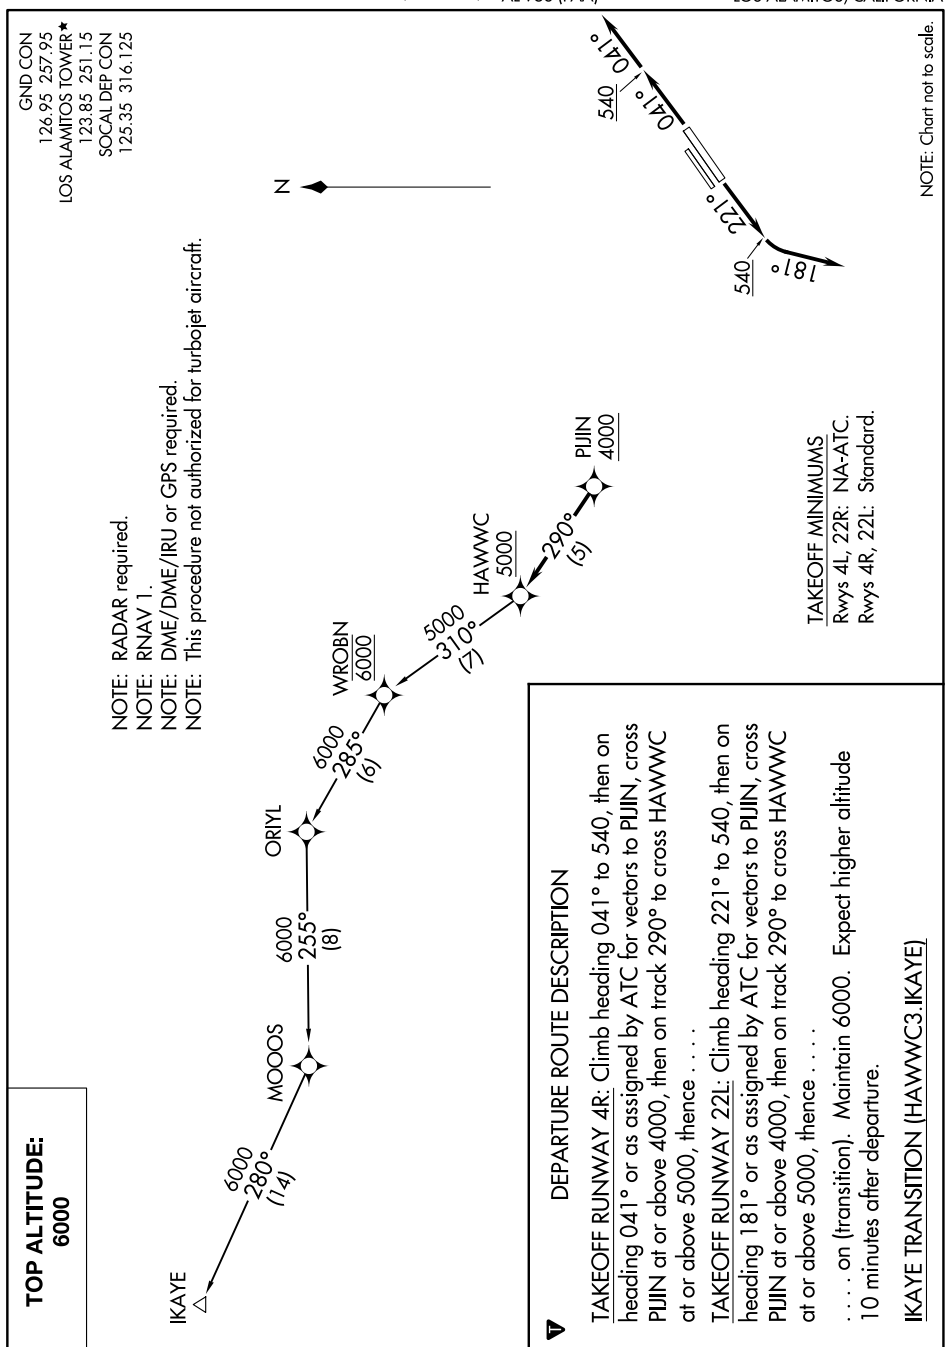 TOP ALTITUDE:
6000
GND CON
126.95 257.95
LOS ALAMITOS TOWER★
123.85 251.15
SOCAL DEP CON
125.35 316.125
NOTE: RADAR required.
NOTE: RNAV 1.
NOTE: DME/DME/IRU or GPS required.
NOTE: This procedure not authorized for turbojet aircraft.
N
IKAYE
6000
280°
(14)
MOOOS
6000
255°
(8)
ORIYL
6000
285°
(6)
WROBN
6000
5000
310°
(7)
HAWWC
5000
290°
(5)
PIJIN
4000
540
041°
041°
221°
540
181°
TAKEOFF MINIMUMS
Rwys 4L, 22R: NA-ATC.
Rwys 4R, 22L: Standard.
NOTE: Chart not to scale.
T
DEPARTURE ROUTE DESCRIPTION
TAKEOFF RUNWAY 4R: Climb heading 041° to 540, then on
heading 041° or as assigned by ATC for vectors to PIJIN, cross
PIJIN at or above 4000, then on track 290° to cross HAWWC
at or above 5000, thence . . . .
TAKEOFF RUNWAY 22L: Climb heading 221° to 540, then on
heading 181° or as assigned by ATC for vectors to PIJIN, cross
PIJIN at or above 4000, then on track 290° to cross HAWWC
at or above 5000, thence . . . .
. . . . on (transition). Maintain 6000. Expect higher altitude
10 minutes after departure.
IKAYE TRANSITION (HAWWC3.IKAYE)